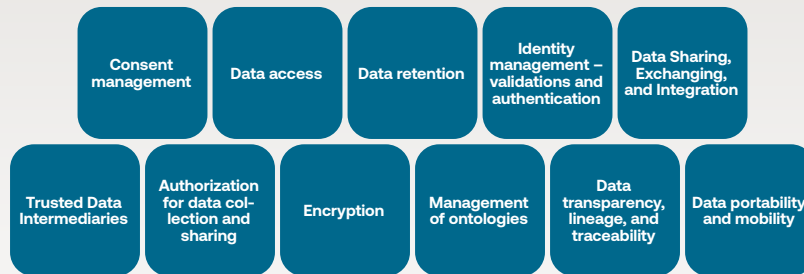 Consent
management
Data access
Data retention
Identity
management –
validations and
authentication
Data Sharing,
Exchanging,
and Integration
Trusted Data
Intermediaries
Authorization
for data col-
lection and
sharing
Encryption
Management
of ontologies
Data
transparency,
lineage, and
traceability
Data portability
and mobility